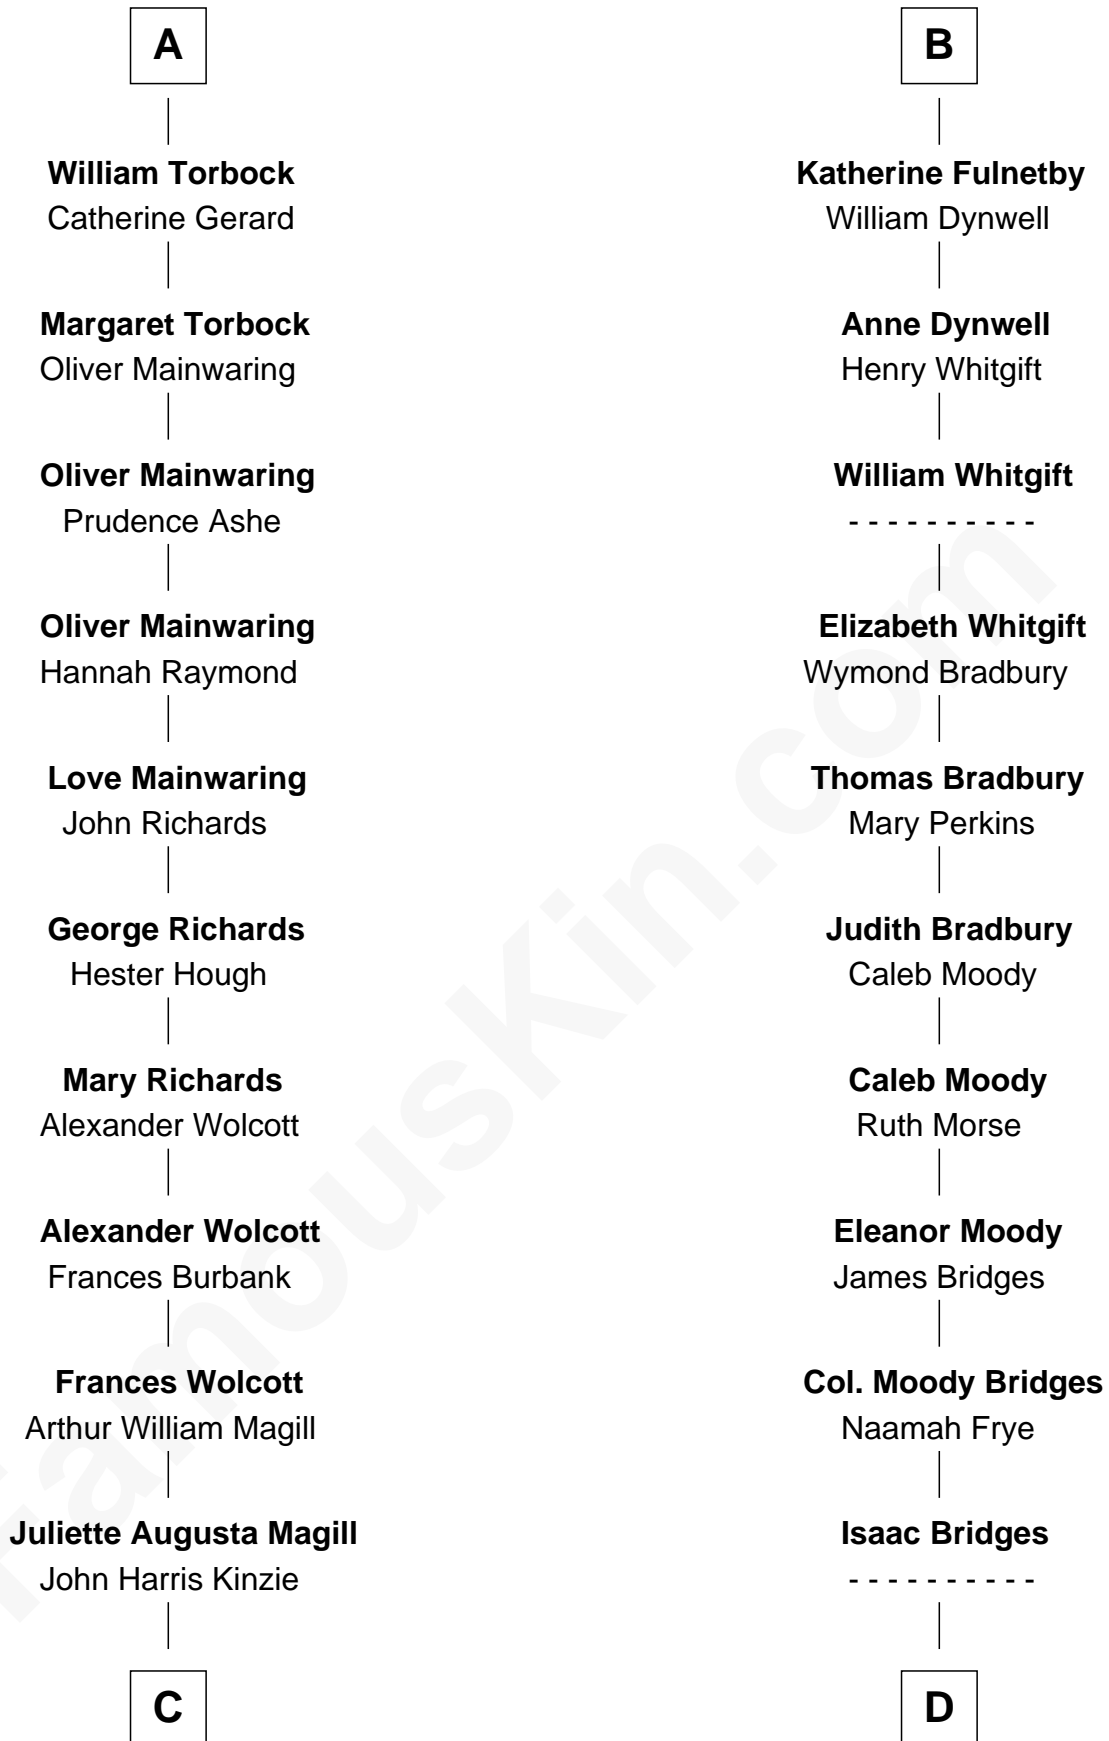 A
William Torbock
Catherine Gerard
Margaret Torbock
Oliver Mainwaring
Oliver Mainwaring
Prudence Ashe
Oliver Mainwaring
Hannah Raymond
Love Mainwaring
John Richards
George Richards
Hester Hough
Mary Richards
Alexander Wolcott
Alexander Wolcott
Frances Burbank
Frances Wolcott
Arthur William Magill
Juliette Augusta Magill
John Harris Kinzie
C
B
Katherine Fulnetby
William Dynwell
Anne Dynwell
Henry Whitgift
William Whitgift
- - - - - - - - - -
Elizabeth Whitgift
Wymond Bradbury
Thomas Bradbury
Mary Perkins
Judith Bradbury
Caleb Moody
Caleb Moody
Ruth Morse
Eleanor Moody
James Bridges
Col. Moody Bridges
Naamah Frye
Isaac Bridges
- - - - - - - - - -
D
FamousKin.com